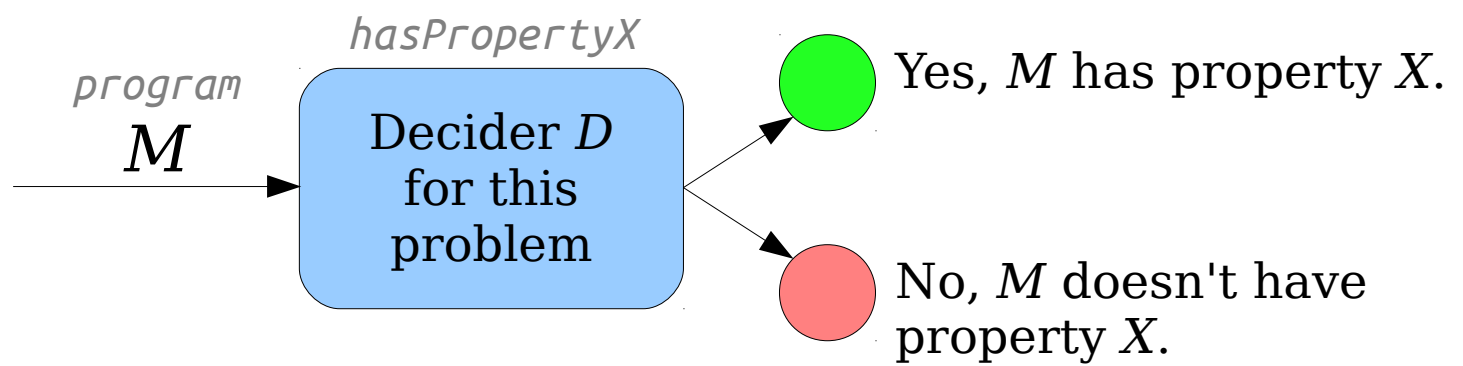 hasPropertyX
program
M
Decider D
for this
problem
Yes, M has property X.
No, M doesn't have
property X.